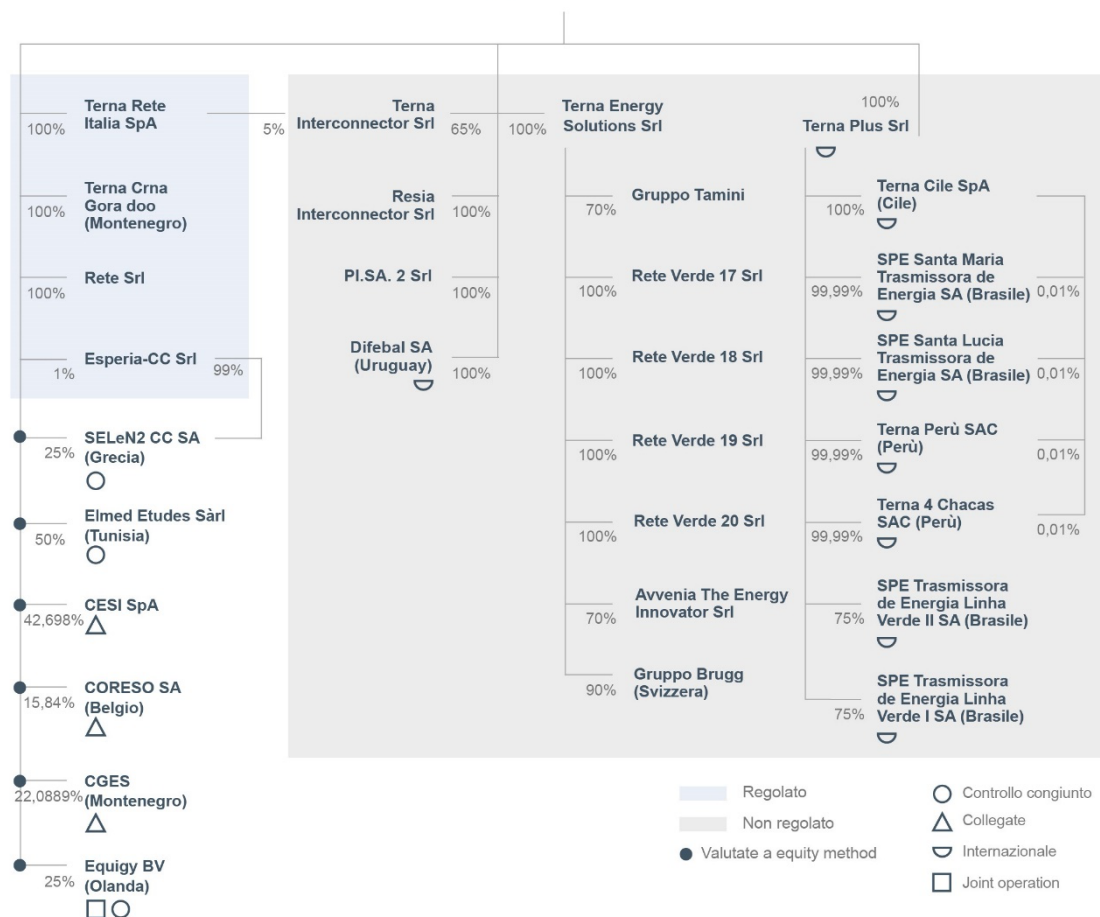 Terna Rete
Italia SpA
100%
5%
Terna Crna
Gora doo
(Montenegro)
100%
Rete Srl
100%
Esperia-CC Srl
1%
99%
SELeN2 CC SA
(Grecia)
25%
Elmed Etudes Sàrl
(Tunisia)
50%
CESI SpA
42,698%
CORESO SA
(Belgio)
15,84%
CGES
(Montenegro)
22,0889%
Equigy BV
(Olanda)
25%
Terna
Interconnector Srl
65%
Resia
Interconnector Srl
100%
PI.SA. 2 Srl
100%
Difebal SA
(Uruguay)
100%
Terna Energy
Solutions Srl
100%
Gruppo Tamini
70%
Rete Verde 17 Srl
100%
Rete Verde 18 Srl
100%
Rete Verde 19 Srl
100%
Rete Verde 20 Srl
100%
Avvenia The Energy
Innovator Srl
70%
Gruppo Brugg
(Svizzera)
90%
100%
Terna Plus Srl
Terna Cile SpA
(Cile)
100%
SPE Santa Maria
Trasmissora de
Energia SA (Brasile)
99,99%
0,01%
SPE Santa Lucia
Trasmissora de
Energia SA (Brasile)
99,99%
0,01%
Terna Perù SAC
(Perù)
99,99%
0,01%
Terna 4 Chacas
SAC (Perù)
99,99%
0,01%
SPE Trasmissora
de Energia Linha
Verde II SA (Brasile)
75%
SPE Trasmissora
de Energia Linha
Verde I SA (Brasile)
75%
Regolato
Non regolato
Valutate a equity method
Controllo congiunto
Collegate
Internazionale
Joint operation